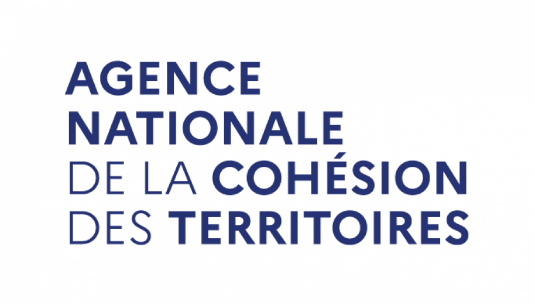 AGENCE
NATIONALE
DE LA COHÉSION
DES TERRITOIRES